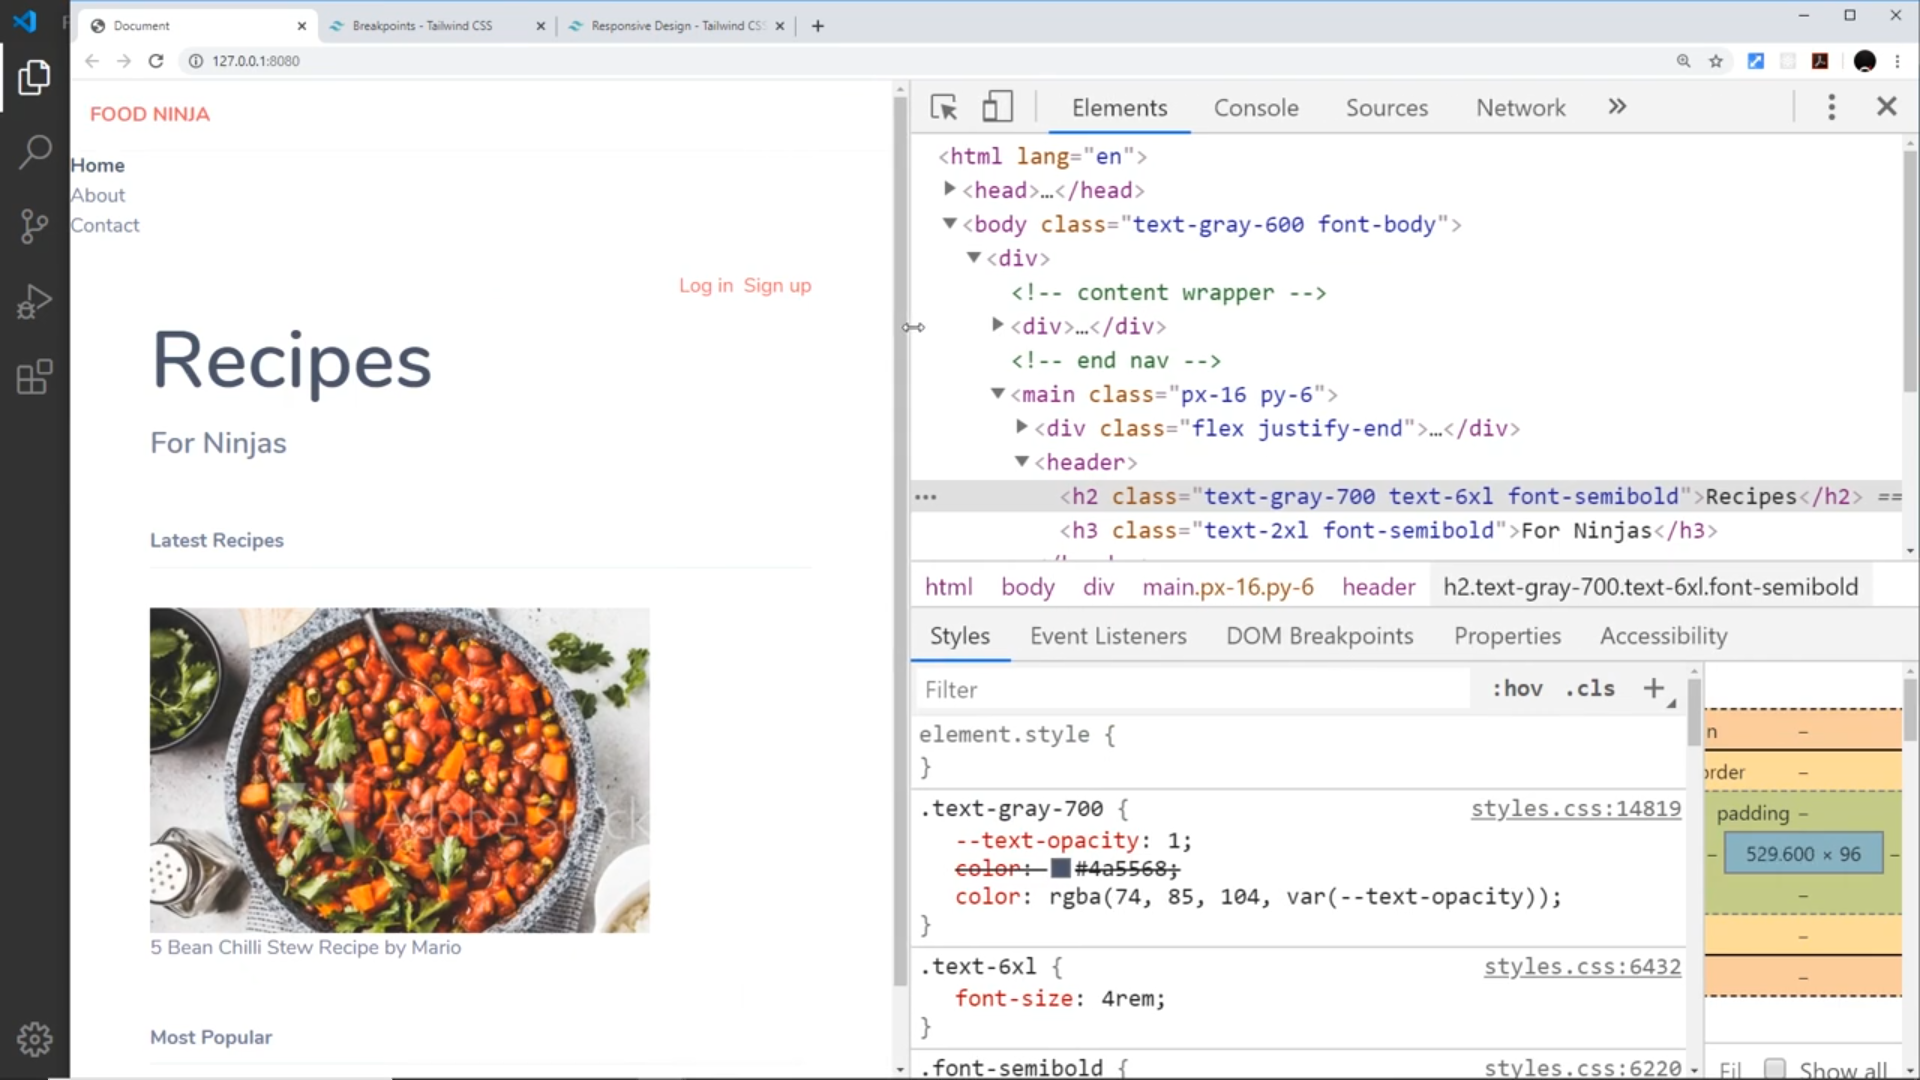 Document
Breakpoints - Tailwind CSS
Responsive Design - Tailwind CSS
127.0.0.1:8080
FOOD NINJA
Home
About
Contact
Log in Sign up
Recipes
For Ninjas
Latest Recipes
Adobe Stock
5 Bean Chilli Stew Recipe by Mario
Most Popular
Elements Console Sources Network
<html lang="en">
<head>…</head>
<body class="text-gray-600 font-body">
<div>
<!-- content wrapper -->
<div>…</div>
<!-- end nav -->
<main class="px-16 py-6">
<div class="flex justify-end">…</div>
<header>
<h2 class="text-gray-700 text-6xl font-semibold">Recipes</h2> ==
<h3 class="text-2xl font-semibold">For Ninjas</h3>
html body div main.px-16.py-6 header h2.text-gray-700.text-6xl.font-semibold
Styles Event Listeners DOM Breakpoints Properties Accessibility
Filter :hov .cls +
element.style {
}
.text-gray-700 { styles.css:14819
--text-opacity: 1;
color: #4a5568;
color: rgba(74, 85, 104, var(--text-opacity));
}
.text-6xl { styles.css:6432
font-size: 4rem;
}
.font-semibold { styles.css:6220
n –
order –
padding –
– 529.600 × 96 –
–
–
–
Fil Show all